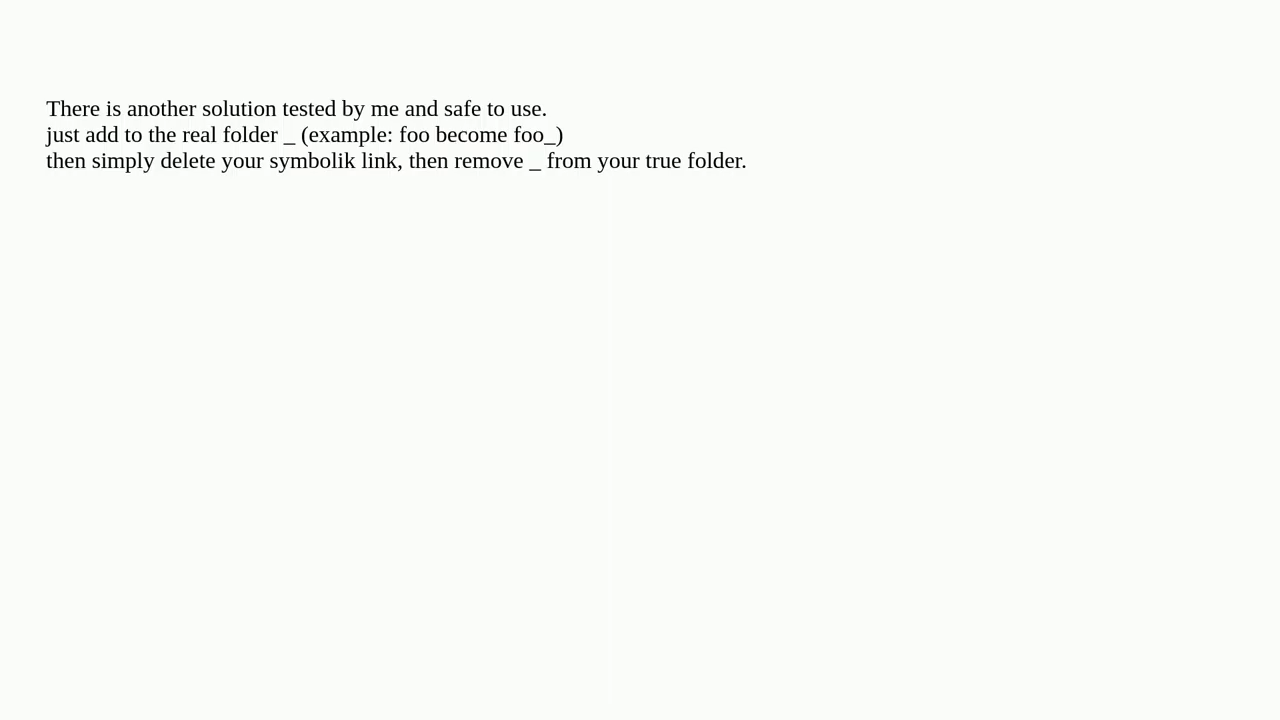 There is another solution tested by me and safe to use.
just add to the real folder _ (example: foo become foo_)
then simply delete your symbolik link, then remove _ from your true folder.